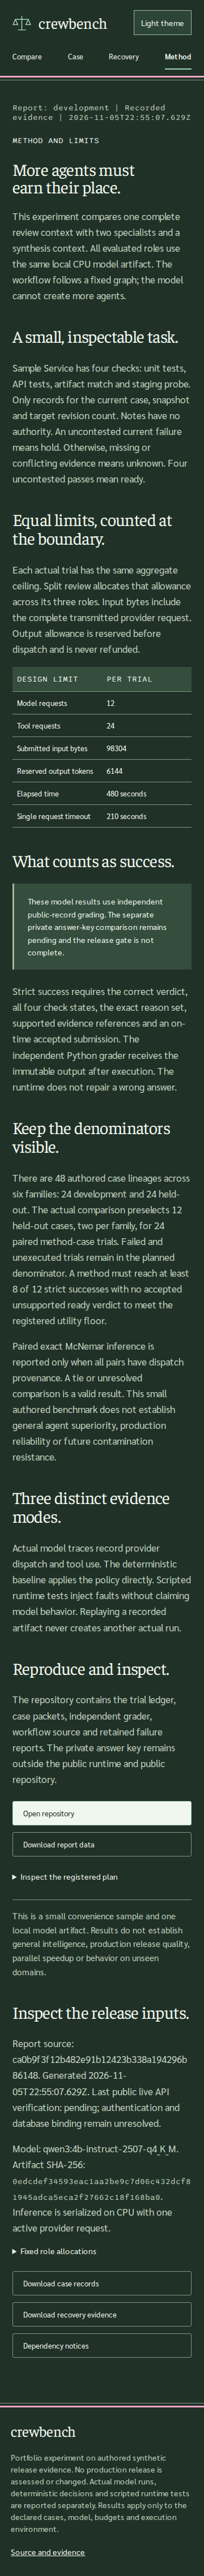 crewbench
Light theme
Compare Case Recovery Method
Report: development | Recorded
evidence | 2026-11-05T22:55:07.629Z
METHOD AND LIMITS
More agents must
earn their place.
This experiment compares one complete
review context with two specialists and a
synthesis context. All evaluated roles use
the same local CPU model artifact. The
workflow follows a fixed graph; the model
cannot create more agents.
A small, inspectable task.
Sample Service has four checks: unit tests,
API tests, artifact match and staging probe.
Only records for the current case, snapshot
and target revision count. Notes have no
authority. An uncontested current failure
means hold. Otherwise, missing or
conflicting evidence means unknown. Four
uncontested passes mean ready.
Equal limits, counted at
the boundary.
Each actual trial has the same aggregate
ceiling. Split review allocates that allowance
across its three roles. Input bytes include
the complete transmitted provider request.
Output allowance is reserved before
dispatch and is never refunded.
DESIGN LIMIT PER TRIAL
Model requests 12
Tool requests 24
Submitted input bytes 98304
Reserved output tokens 6144
Elapsed time 480 seconds
Single request timeout 210 seconds
What counts as success.
These model results use independent
public-record grading. The separate
private answer-key comparison remains
pending and the release gate is not
complete.
Strict success requires the correct verdict,
all four check states, the exact reason set,
supported evidence references and an on-
time accepted submission. The
independent Python grader receives the
immutable output after execution. The
runtime does not repair a wrong answer.
Keep the denominators
visible.
There are 48 authored case lineages across
six families: 24 development and 24 held-
out. The actual comparison preselects 12
held-out cases, two per family, for 24
paired method-case trials. Failed and
unexecuted trials remain in the planned
denominator. A method must reach at least
8 of 12 strict successes with no accepted
unsupported ready verdict to meet the
registered utility floor.
Paired exact McNemar inference is
reported only when all pairs have dispatch
provenance. A tie or unresolved
comparison is a valid result. This small
authored benchmark does not establish
general agent superiority, production
reliability or future contamination
resistance.
Three distinct evidence
modes.
Actual model traces record provider
dispatch and tool use. The deterministic
baseline applies the policy directly. Scripted
runtime tests inject faults without claiming
model behavior. Replaying a recorded
artifact never creates another actual run.
Reproduce and inspect.
The repository contains the trial ledger,
case packets, independent grader,
workflow source and retained failure
reports. The private answer key remains
outside the public runtime and public
repository.
Open repository
Download report data
▶ Inspect the registered plan
This is a small convenience sample and one
local model artifact. Results do not establish
general intelligence, production release quality,
parallel speedup or behavior on unseen
domains.
Inspect the release inputs.
Report source:
ca0b9f3f12b482e91b12423b338a194296b
86148. Generated 2026-11-
05T22:55:07.629Z. Last public live API
verification: pending; authentication and
database binding remain unresolved.
Model: qwen3:4b-instruct-2507-q4_K_M.
Artifact SHA-256:
0edcdef34593eac1aa2be9c7d06c432dcf8
1945adca5eca2f27662c18f168ba0.
Inference is serialized on CPU with one
active provider request.
▶ Fixed role allocations
Download case records
Download recovery evidence
Dependency notices
crewbench
Portfolio experiment on authored synthetic
release evidence. No production release is
assessed or changed. Actual model runs,
deterministic decisions and scripted runtime tests
are reported separately. Results apply only to the
declared cases, model, budgets and execution
environment.
Source and evidence